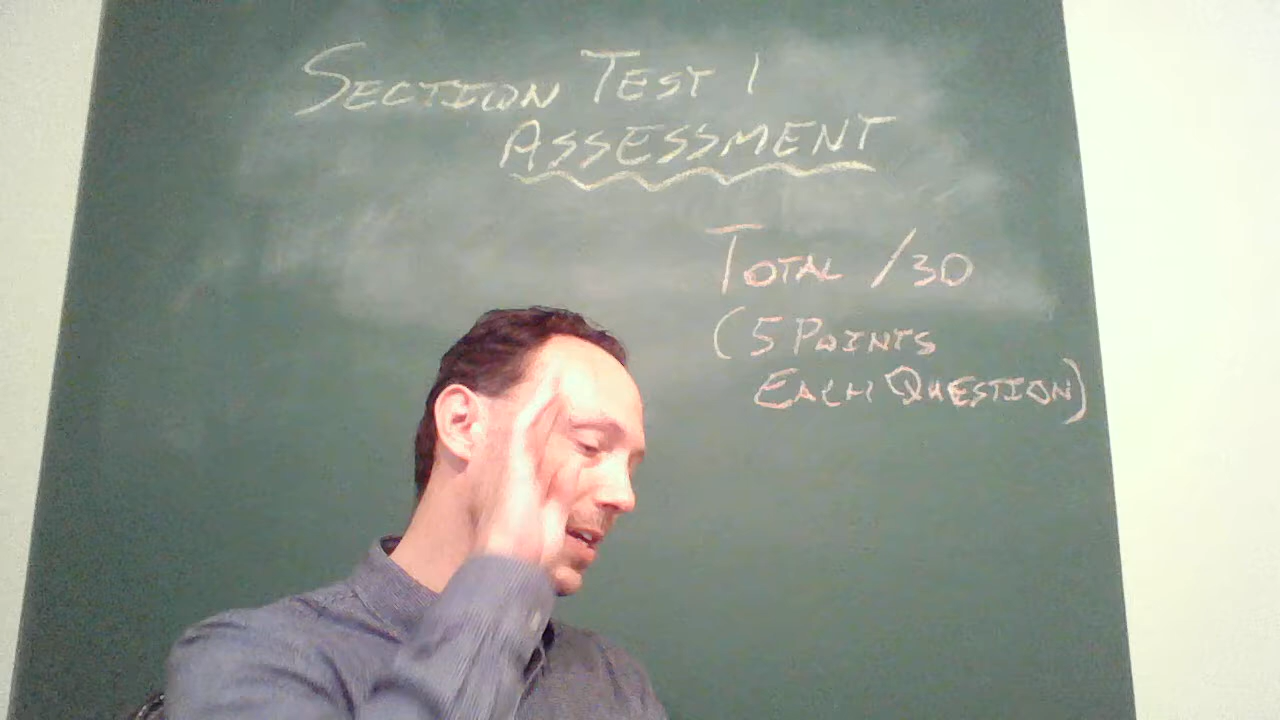 SECTION TEST 1
ASSESSMENT
TOTAL /30
(5 POINTS
EACH QUESTION)